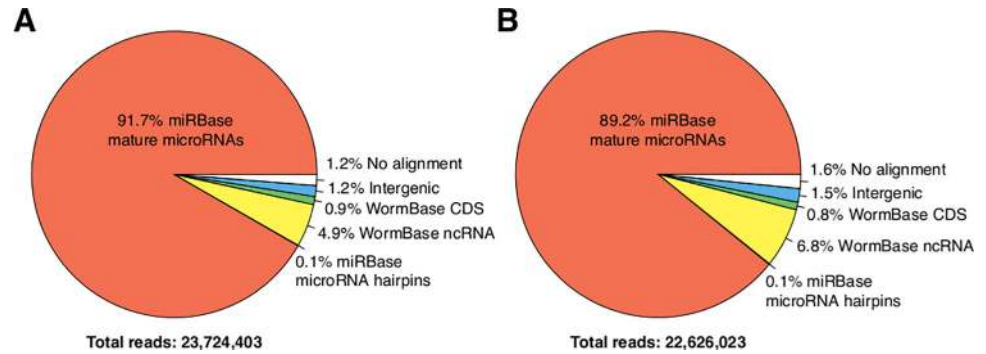 A
91.7% miRBase
mature microRNAs
1.2% No alignment
1.2% Intergenic
0.9% WormBase CDS
4.9% WormBase ncRNA
0.1% miRBase
microRNA hairpins
Total reads: 23,724,403
B
89.2% miRBase
mature microRNAs
1.6% No alignment
1.5% Intergenic
0.8% WormBase CDS
6.8% WormBase ncRNA
0.1% miRBase
microRNA hairpins
Total reads: 22,626,023